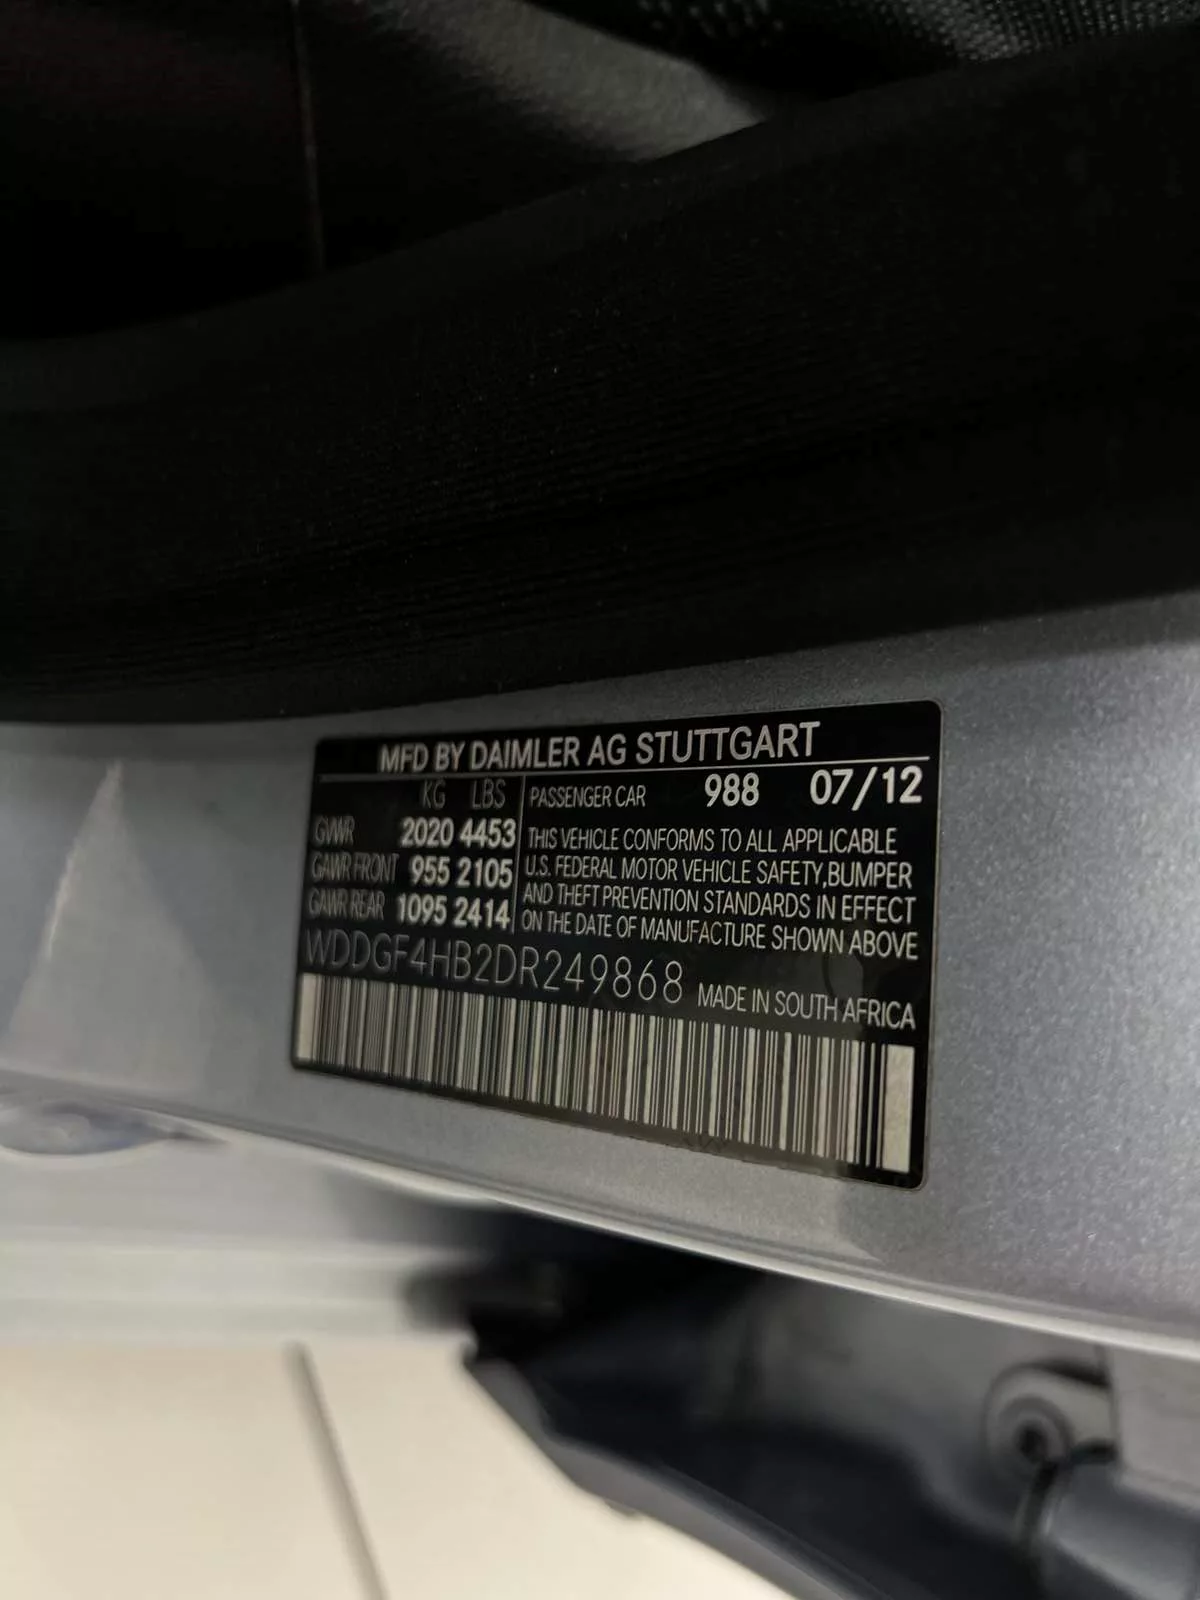 MFD BY DAIMLER AG STUTTGART
KG LBS
GVWR 2020 4453
GAWR FRONT 955 2105
GAWR REAR 1095 2414
PASSENGER CAR 988 07/12
THIS VEHICLE CONFORMS TO ALL APPLICABLE
U.S. FEDERAL MOTOR VEHICLE SAFETY,BUMPER
AND THEFT PREVENTION STANDARDS IN EFFECT
ON THE DATE OF MANUFACTURE SHOWN ABOVE
WDDGF4HB2DR249868 MADE IN SOUTH AFRICA